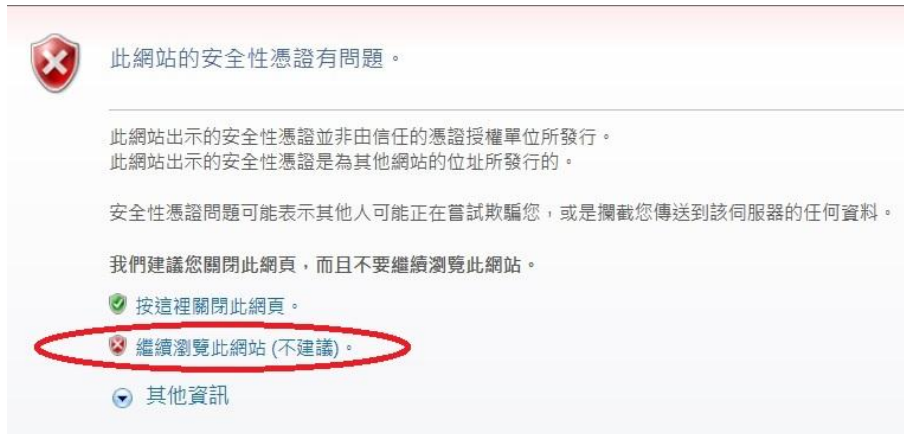 此網站的安全性憑證有問題。
此網站出示的安全性憑證並非由信任的憑證授權單位所發行。
此網站出示的安全性憑證是為其他網站的位址所發行的。
安全性憑證問題可能表示其他人可能正在嘗試欺騙您，或是攔截您傳送到該伺服器的任何資料。
我們建議您關閉此網頁，而且不要繼續瀏覽此網站。
按這裡關閉此網頁。
繼續瀏覽此網站 (不建議)。
其他資訊